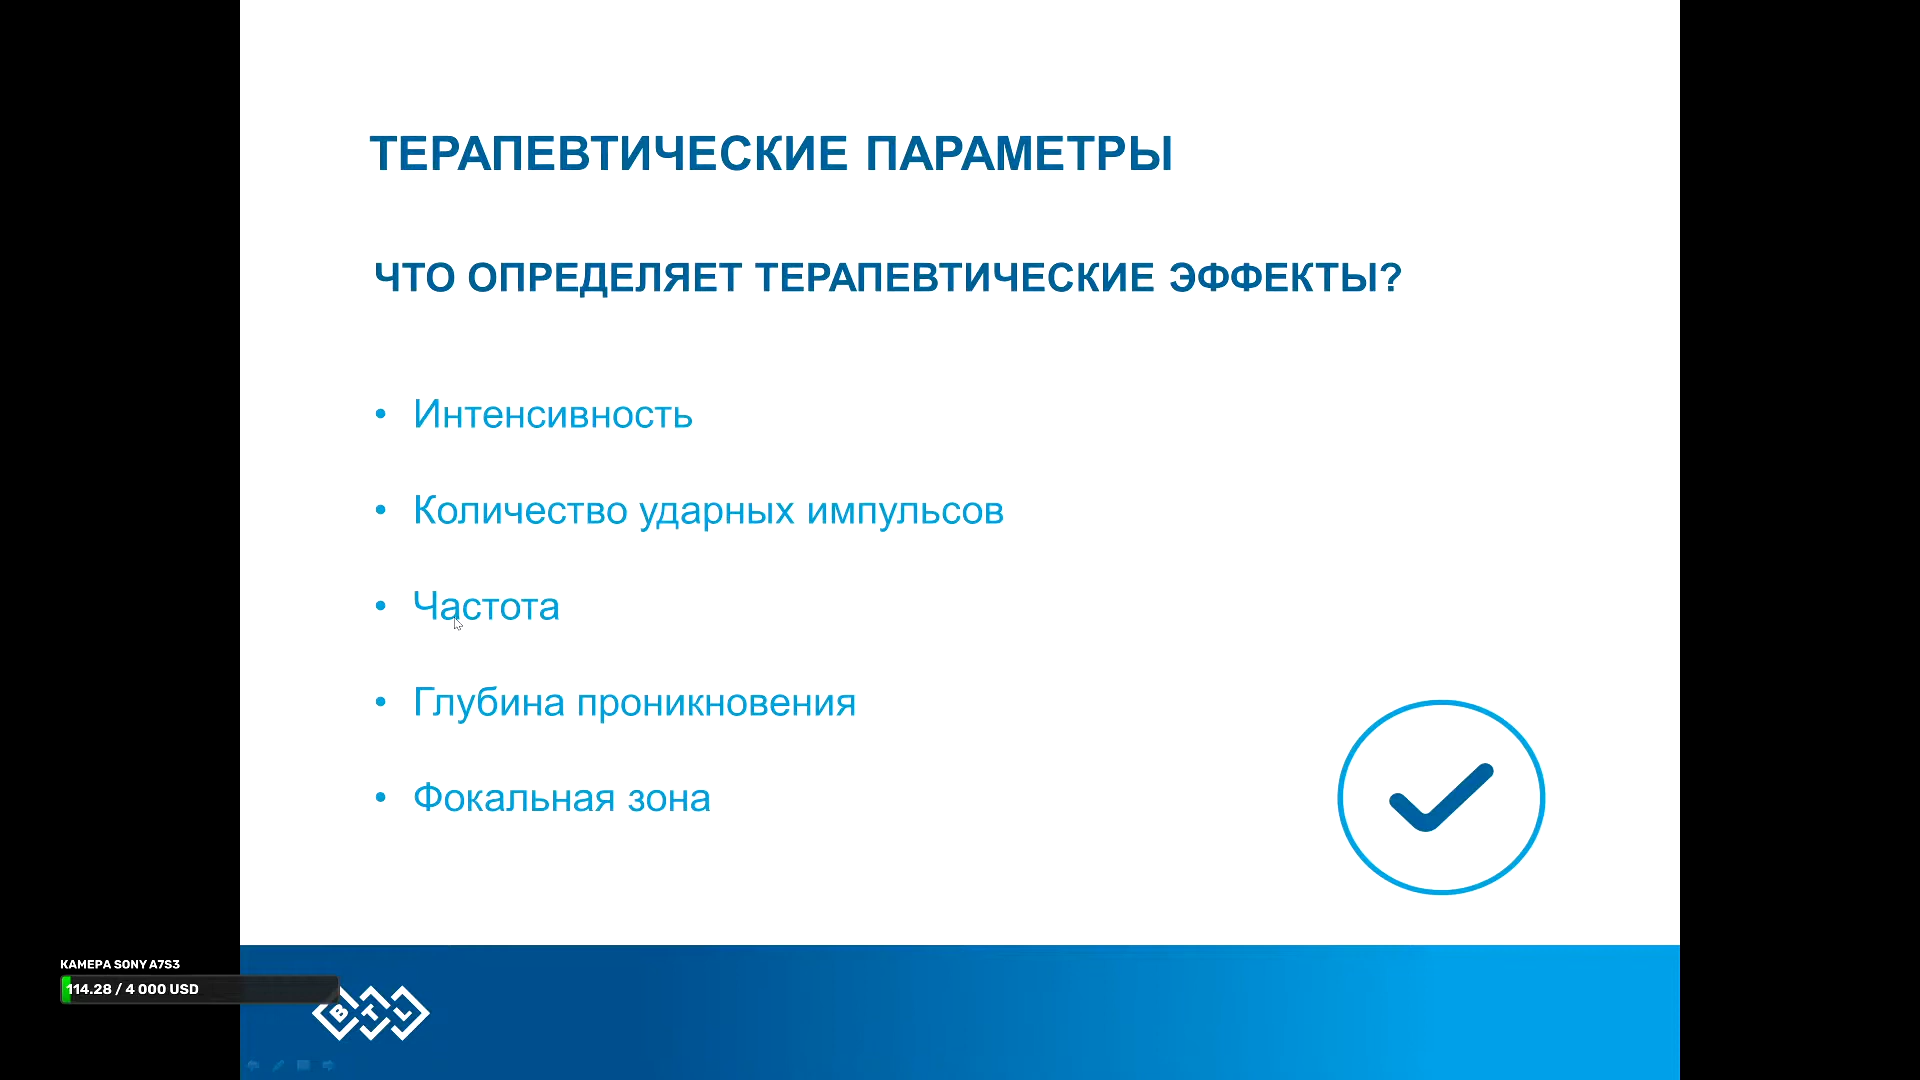 ТЕРАПЕВТИЧЕСКИЕ ПАРАМЕТРЫ
ЧТО ОПРЕДЕЛЯЕТ ТЕРАПЕВТИЧЕСКИЕ ЭФФЕКТЫ?
• Интенсивность
• Количество ударных импульсов
• Частота
• Глубина проникновения
• Фокальная зона
КАМЕРА SONY A7S3
114.28 / 4 000 USD
BTL